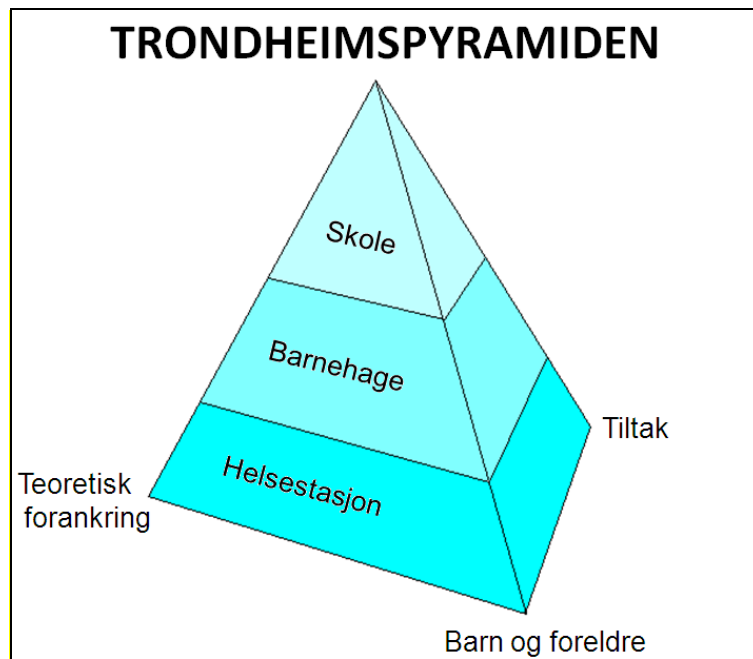 TRONDHEIMSPYRAMIDEN
Skole
Barnehage
Helsestasjon
Tiltak
Teoretisk
forankring
Barn og foreldre